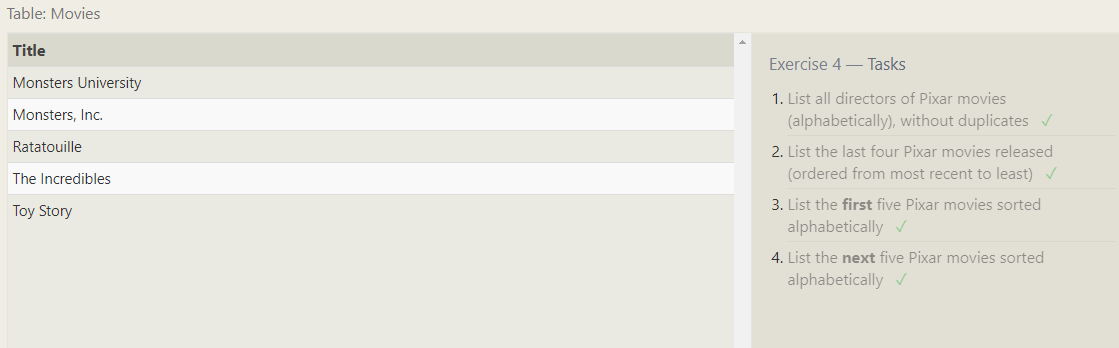 Table: Movies
Title
Monsters University
Monsters, Inc.
Ratatouille
The Incredibles
Toy Story
Exercise 4 — Tasks
1. List all directors of Pixar movies
(alphabetically), without duplicates ✓
2. List the last four Pixar movies released
(ordered from most recent to least) ✓
3. List the first five Pixar movies sorted
alphabetically ✓
4. List the next five Pixar movies sorted
alphabetically ✓